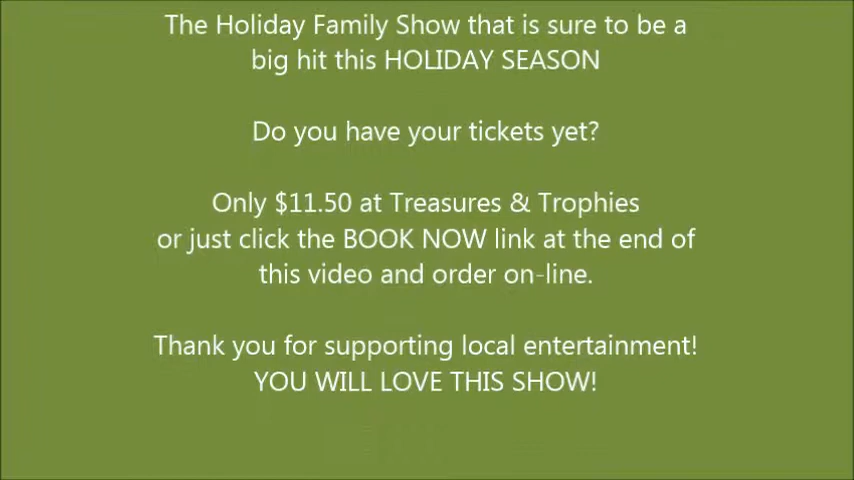 The Holiday Family Show that is sure to be a
big hit this HOLIDAY SEASON
Do you have your tickets yet?
Only $11.50 at Treasures & Trophies
or just click the BOOK NOW link at the end of
this video and order on-line.
Thank you for supporting local entertainment!
YOU WILL LOVE THIS SHOW!